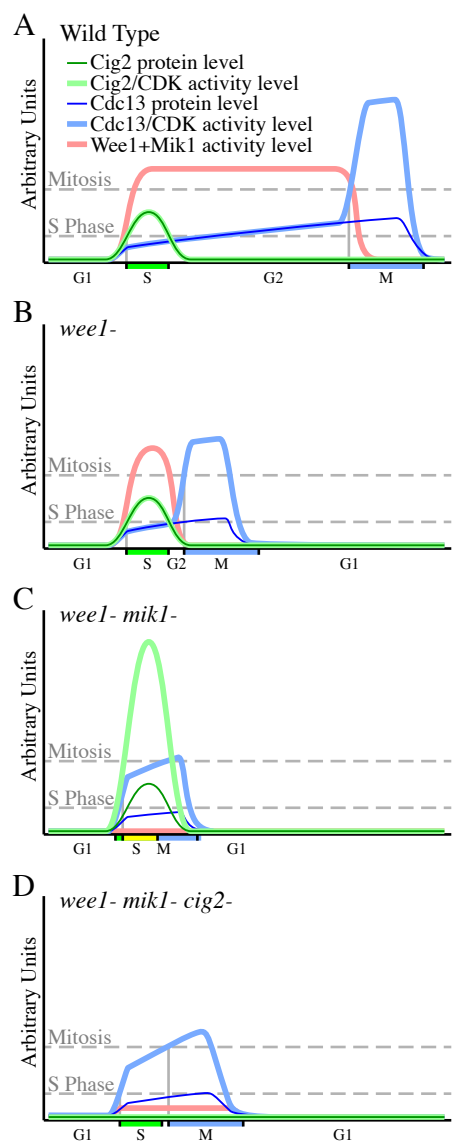 A
Wild Type
Cig2 protein level
Cig2/CDK activity level
Cdc13 protein level
Cdc13/CDK activity level
Wee1+Mik1 activity level
Arbitrary Units
Mitosis
S Phase
G1 S G2 M
B
wee1-
Arbitrary Units
Mitosis
S Phase
G1 S G2 M G1
C
wee1- mik1-
Arbitrary Units
Mitosis
S Phase
G1 S M G1
D
wee1- mik1- cig2-
Arbitrary Units
Mitosis
S Phase
G1 S M G1